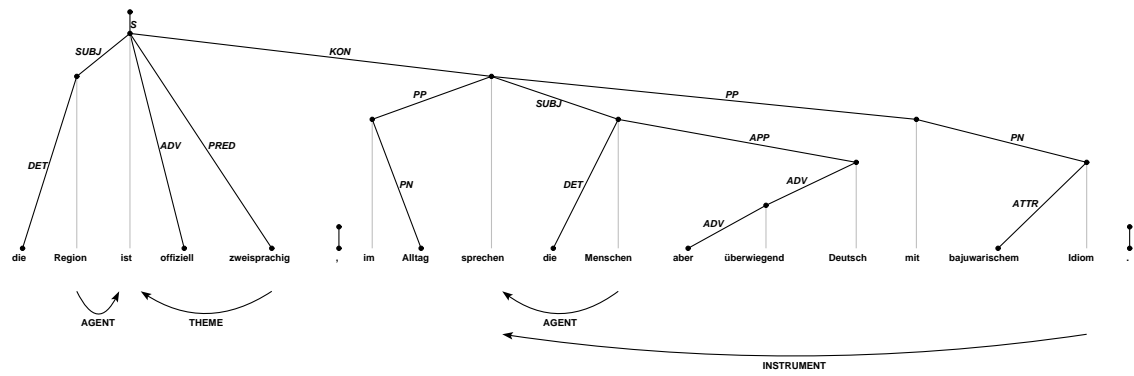 S
SUBJ KON
PP SUBJ PP
DET ADV PRED PN DET APP ADV ADV PN ATTR
die Region ist offiziell zweisprachig , im Alltag sprechen die Menschen aber überwiegend Deutsch mit bajuwarischem Idiom .
AGENT THEME AGENT
INSTRUMENT